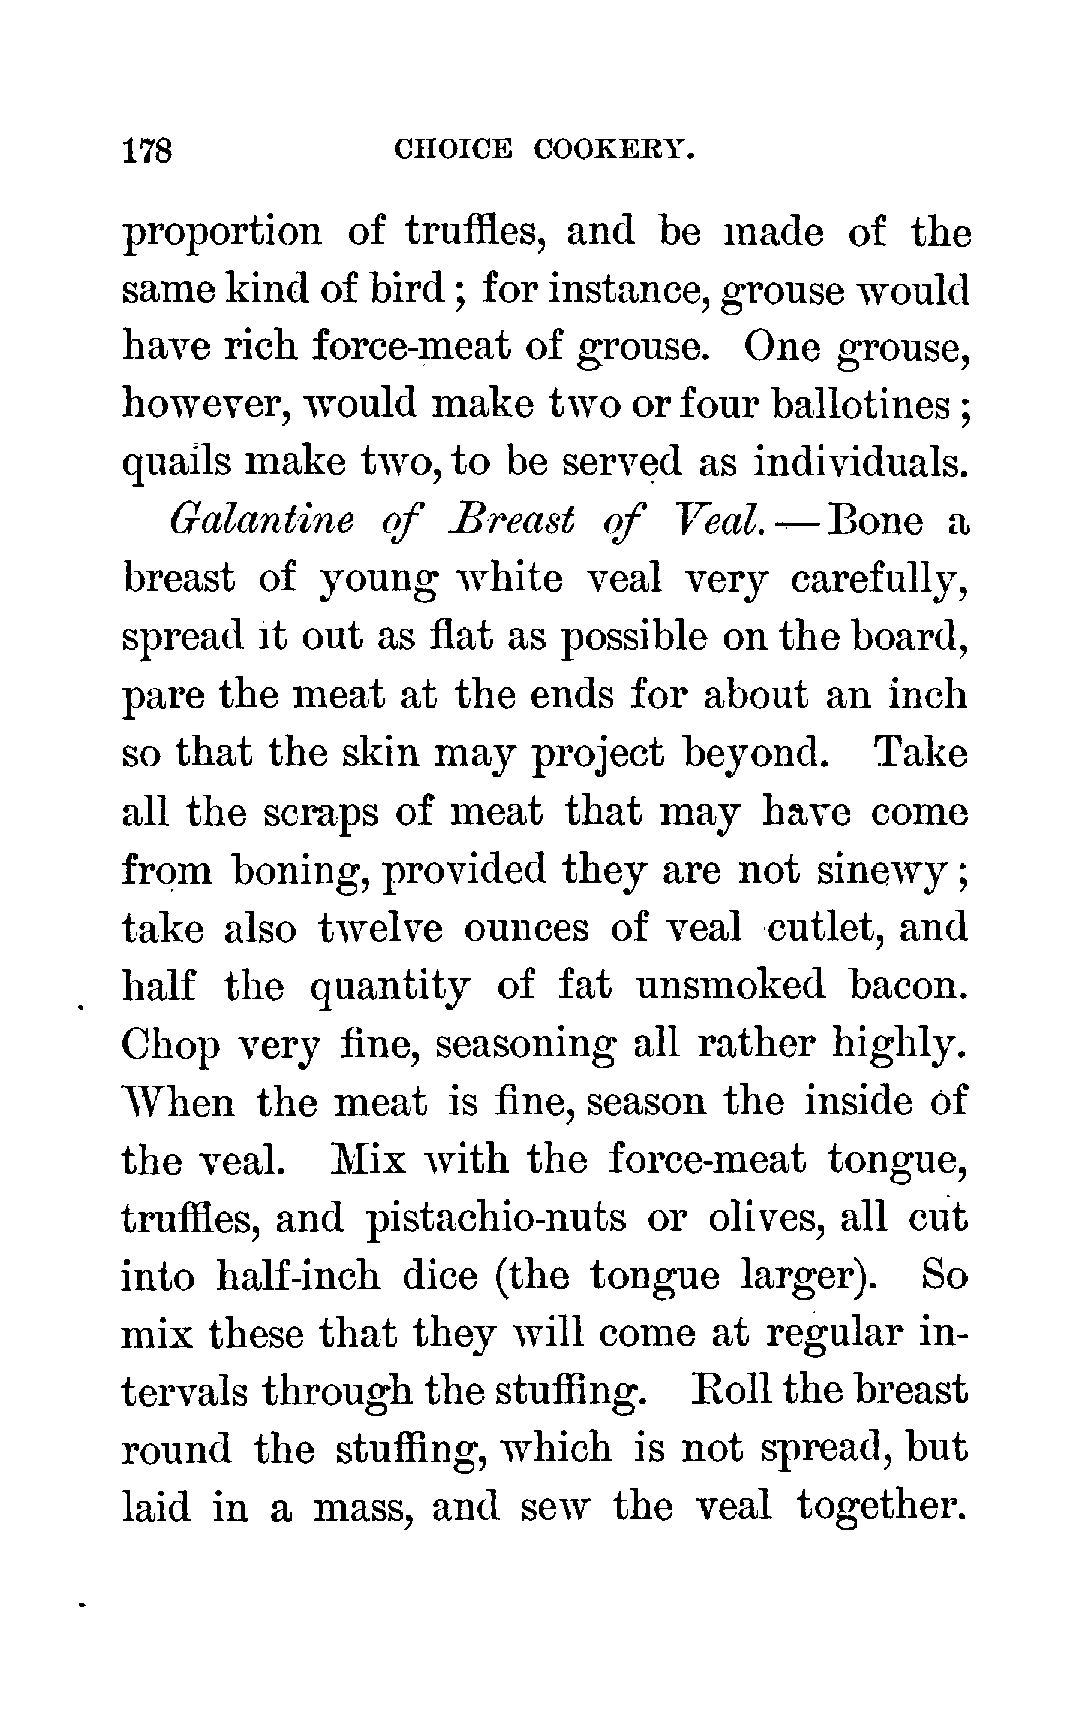 178 CHOICE COOKERY.
proportion of truffles, and be made of the
same kind of bird; for instance, grouse would
have rich force-meat of grouse. One grouse,
however, would make two or four ballotines;
quails make two, to be served as individuals.
Galantine of Breast of Veal.—Bone a
breast of young white veal very carefully,
spread it out as flat as possible on the board,
pare the meat at the ends for about an inch
so that the skin may project beyond. Take
all the scraps of meat that may have come
from boning, provided they are not sinewy;
take also twelve ounces of veal cutlet, and
half the quantity of fat unsmoked bacon.
Chop very fine, seasoning all rather highly.
When the meat is fine, season the inside of
the veal. Mix with the force-meat tongue,
truffles, and pistachio-nuts or olives, all cut
into half-inch dice (the tongue larger). So
mix these that they will come at regular in-
tervals through the stuffing. Roll the breast
round the stuffing, which is not spread, but
laid in a mass, and sew the veal together.